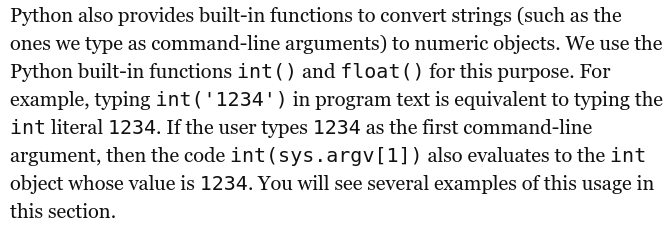 Python also provides built-in functions to convert strings (such as the
ones we type as command-line arguments) to numeric objects. We use the
Python built-in functions int() and float() for this purpose. For
example, typing int('1234') in program text is equivalent to typing the
int literal 1234. If the user types 1234 as the first command-line
argument, then the code int(sys.argv[1]) also evaluates to the int
object whose value is 1234. You will see several examples of this usage in
this section.